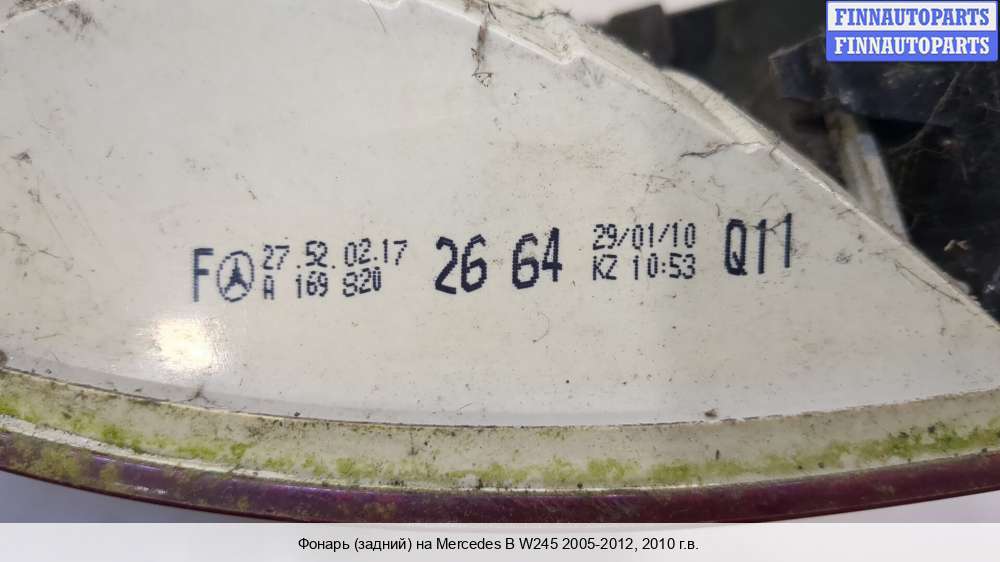 FINNAUTOPARTS
FINNAUTOPARTS
F 27.52.02.17 26 64 29/01/10 Q11
A 169 820 KZ 10:53
Фонарь (задний) на Mercedes B W245 2005-2012, 2010 г.в.